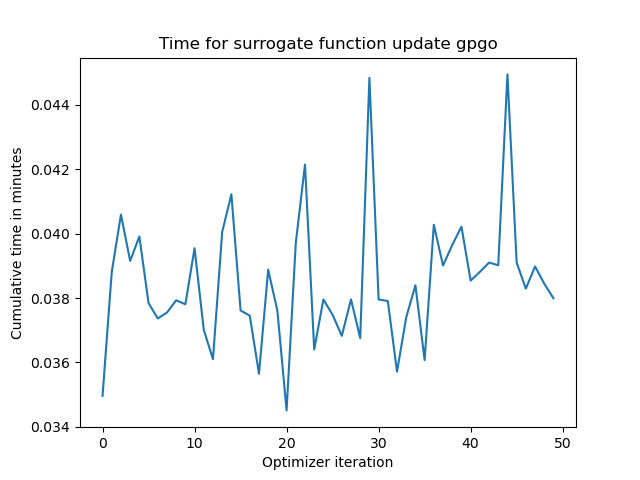 Time for surrogate function update gpgo
Cumulative time in minutes
0.044
0.042
0.040
0.038
0.036
0.034
0 10 20 30 40 50
Optimizer iteration